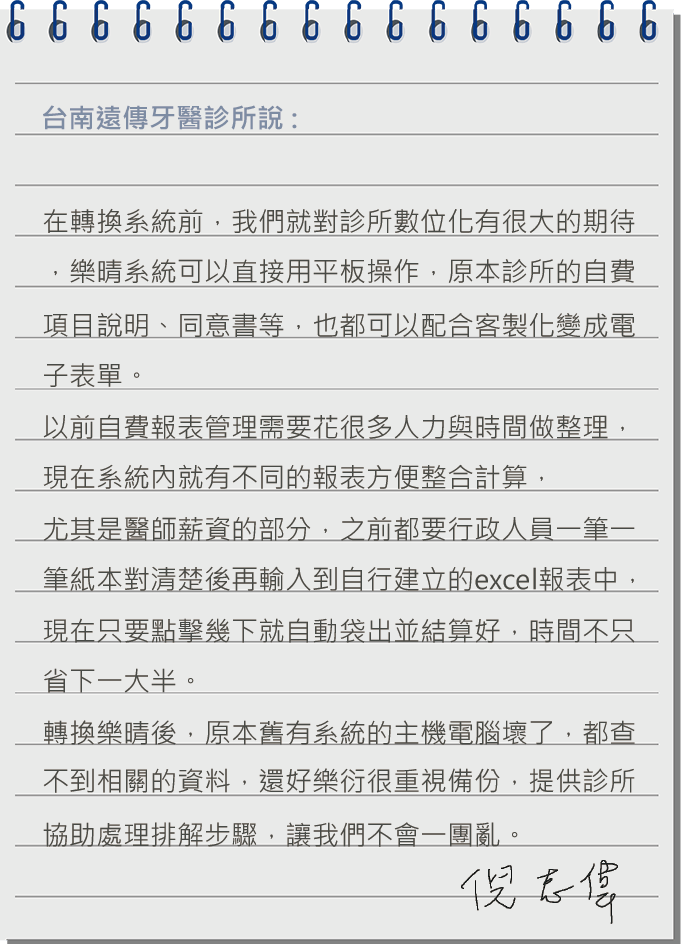 台南遠傳牙醫診所說：
在轉換系統前，我們就對診所數位化有很大的期待
，樂晴系統可以直接用平板操作，原本診所的自費
項目說明、同意書等，也都可以配合客製化變成電
子表單。
以前自費報表管理需要花很多人力與時間做整理，
現在系統內就有不同的報表方便整合計算，
尤其是醫師薪資的部分，之前都要行政人員一筆一
筆紙本對清楚後再輸入到自行建立的excel報表中，
現在只要點擊幾下就自動袋出並結算好，時間不只
省下一大半。
轉換樂晴後，原本舊有系統的主機電腦壞了，都查
不到相關的資料，還好樂衍很重視備份，提供診所
協助處理排解步驟，讓我們不會一團亂。
倪志偉